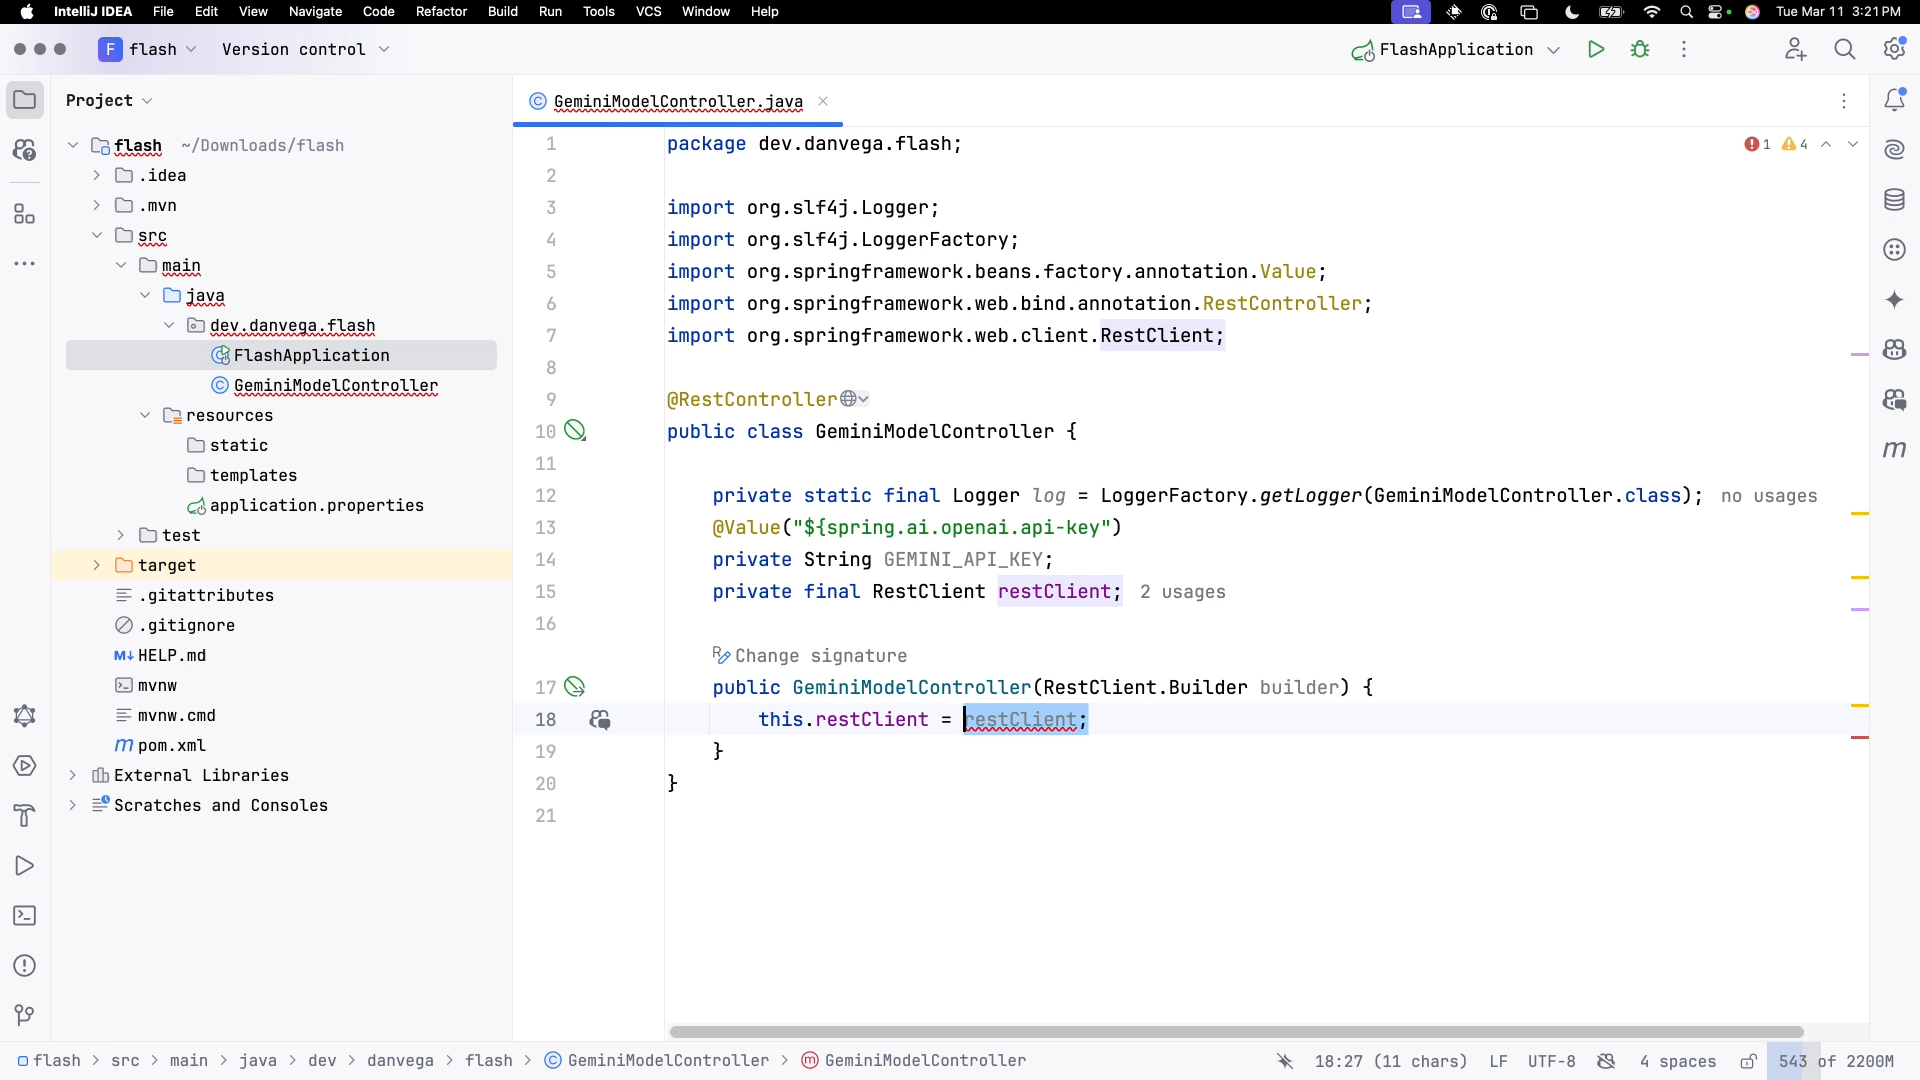 IntelliJ IDEA File Edit View Navigate Code Refactor Build Run Tools VCS Window Help Tue Mar 11 3:21 PM
F flash Version control FlashApplication
Project
GeminiModelController.java
flash ~/Downloads/flash
.idea
.mvn
src
main
java
dev.danvega.flash
FlashApplication
GeminiModelController
resources
static
templates
application.properties
test
target
.gitattributes
.gitignore
M↓ HELP.md
mvnw
mvnw.cmd
m pom.xml
External Libraries
Scratches and Consoles
1 package dev.danvega.flash;
1 4
2
3 import org.slf4j.Logger;
4 import org.slf4j.LoggerFactory;
5 import org.springframework.beans.factory.annotation.Value;
6 import org.springframework.web.bind.annotation.RestController;
7 import org.springframework.web.client.RestClient;
8
9 @RestController
10 public class GeminiModelController {
11
12 private static final Logger log = LoggerFactory.getLogger(GeminiModelController.class); no usages
13 @Value("${spring.ai.openai.api-key")
14 private String GEMINI_API_KEY;
15 private final RestClient restClient; 2 usages
16
Change signature
17 public GeminiModelController(RestClient.Builder builder) {
18 this.restClient = restClient;
19 }
20 }
21
m
flash > src > main > java > dev > danvega > flash > GeminiModelController > m GeminiModelController
18:27 (11 chars) LF UTF-8 4 spaces 543 of 2200M